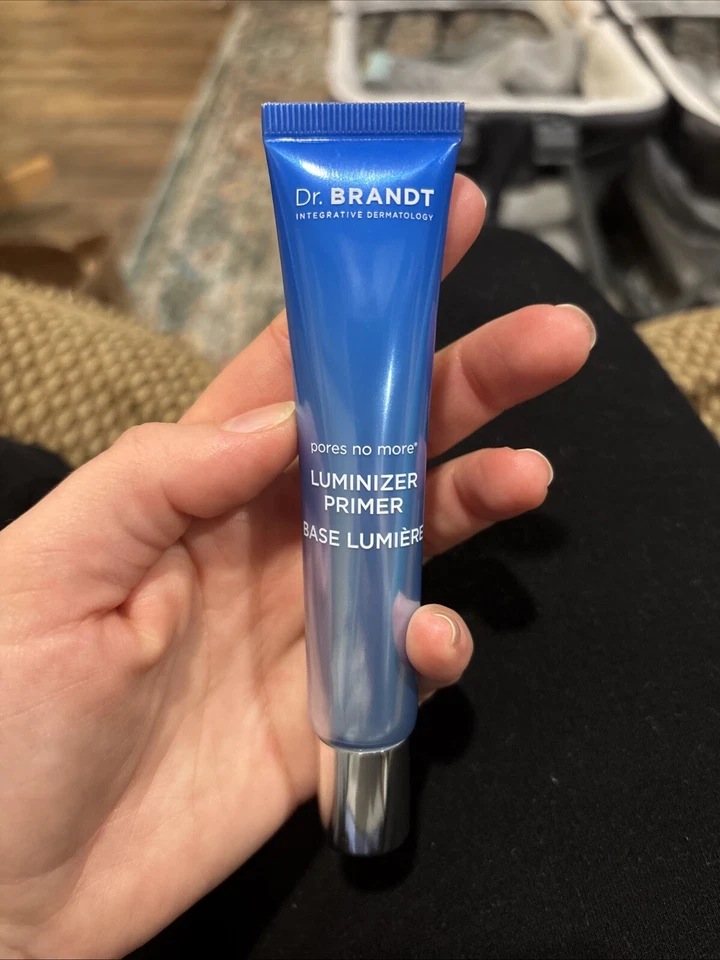 Dr. BRANDT
INTEGRATIVE DERMATOLOGY
pores no more®
LUMINIZER
PRIMER
BASE LUMIÈRE